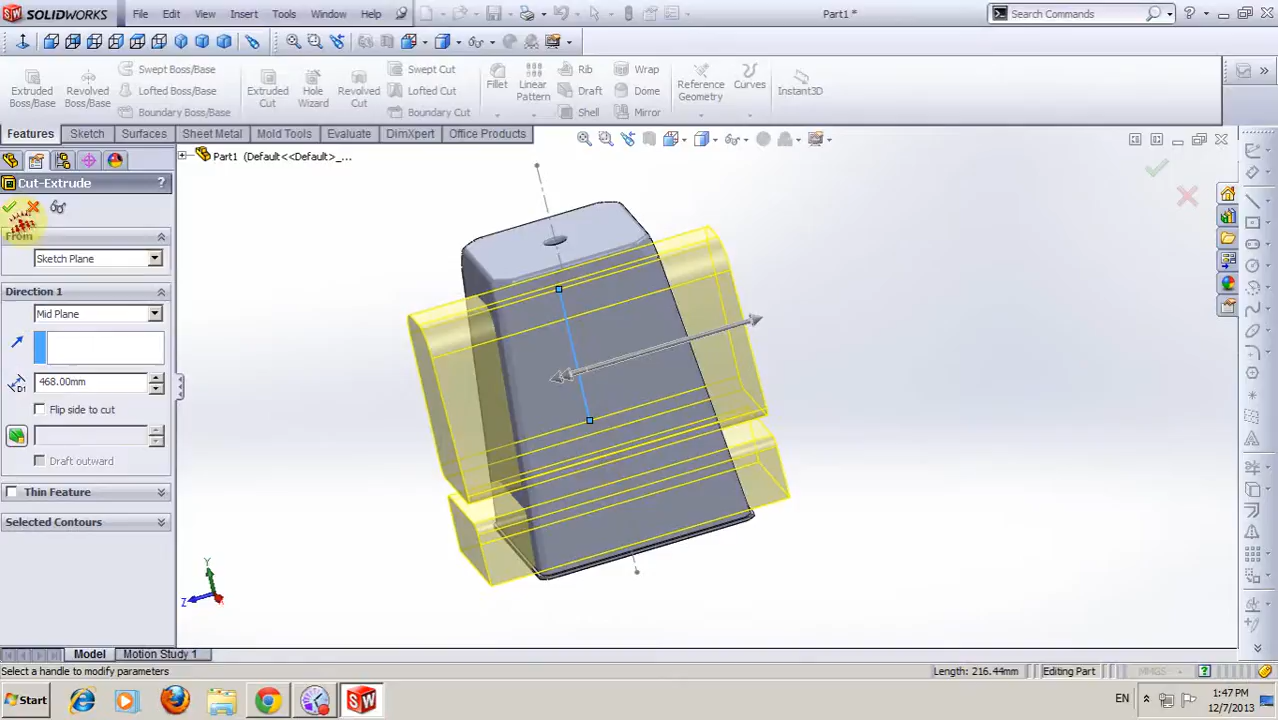 SOLIDWORKS File Edit View Insert Tools Window Help Part1 * Search Commands
Extruded Boss/Base
Revolved Boss/Base
Swept Boss/Base
Lofted Boss/Base
Boundary Boss/Base
Extruded Cut
Hole Wizard
Revolved Cut
Swept Cut
Lofted Cut
Boundary Cut
Fillet
Linear Pattern
Rib
Draft
Shell
Wrap
Dome
Mirror
Reference Geometry
Curves
Instant3D
Features Sketch Surfaces Sheet Metal Mold Tools Evaluate DimXpert Office Products
Part1 (Default<<Default>_...
Cut-Extrude ?
From
Sketch Plane
Direction 1
Mid Plane
D1 468.00mm
Flip side to cut
Draft outward
Thin Feature
Selected Contours
Y
Z
Model Motion Study 1
Select a handle to modify parameters Length: 216.44mm Editing Part MMGS
Start EN 1:47 PM
12/7/2013